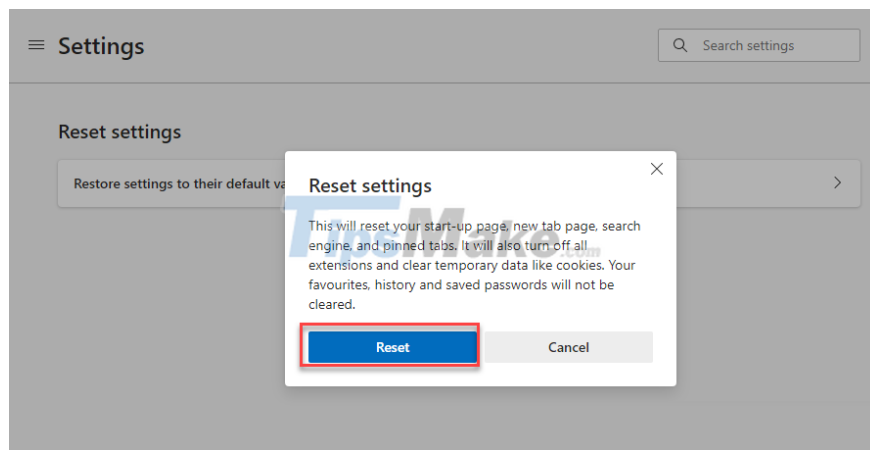 Settings
Search settings
Reset settings
Restore settings to their default va
Reset settings
This will reset your start-up page, new tab page, search
engine, and pinned tabs. It will also turn off all
extensions and clear temporary data like cookies. Your
favourites, history and saved passwords will not be
cleared.
TipsMake.com
Reset
Cancel